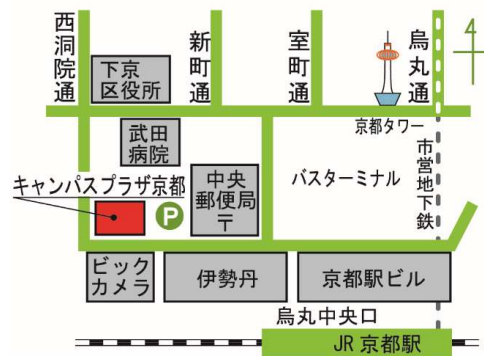 西洞院通
新町通
室町通
烏丸通
4
下京
区役所
京都タワー
武田
病院
市営地下鉄
キャンパスプラザ京都
中央
郵便局
〒
バスターミナル
P
ビック
カメラ
伊勢丹
京都駅ビル
烏丸中央口
JR 京都駅